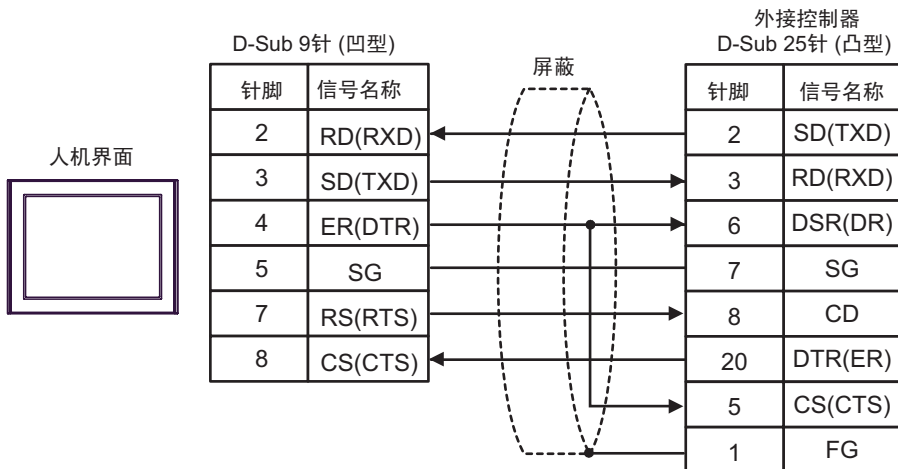 外接控制器
D-Sub 9针 (凹型)
D-Sub 25针 (凸型)
屏蔽
针脚 信号名称
针脚 信号名称
2 RD(RXD) 2 SD(TXD)
人机界面
3 SD(TXD) 3 RD(RXD)
4 ER(DTR) 6 DSR(DR)
5 SG 7 SG
7 RS(RTS) 8 CD
8 CS(CTS) 20 DTR(ER)
5 CS(CTS)
1 FG